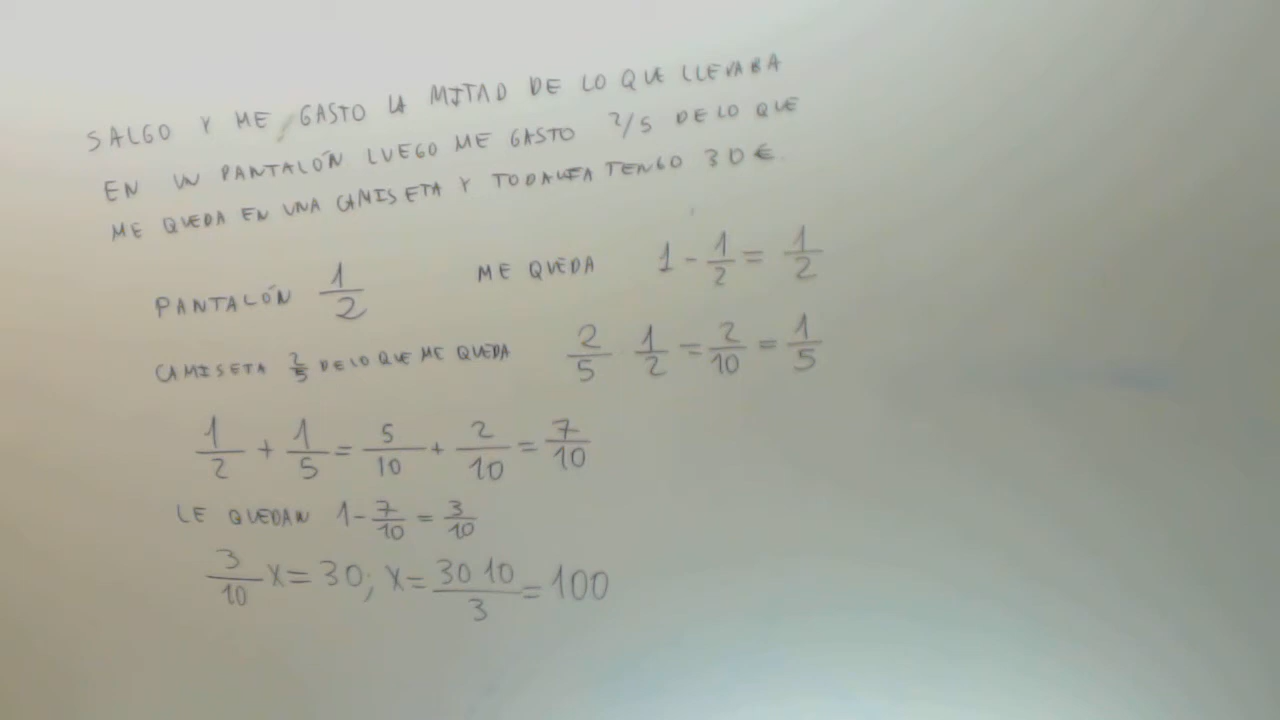 SALGO Y ME GASTO LA MITAD DE LO QUE LLEVABA
EN UN PANTALÓN LUEGO ME GASTO 2/5 DE LO QUE
ME QUEDA EN UNA CAMISETA Y TODAVÍA TENGO 30 €.
PANTALÓN 1/2 ME QUEDA 1 - 1/2 = 1/2
CAMISETA 2/5 DE LO QUE ME QUEDA 2/5 · 1/2 = 2/10 = 1/5
1/2 + 1/5 = 5/10 + 2/10 = 7/10
LE QUEDAN 1 - 7/10 = 3/10
3/10 X = 30; X = 30 10/3 = 100